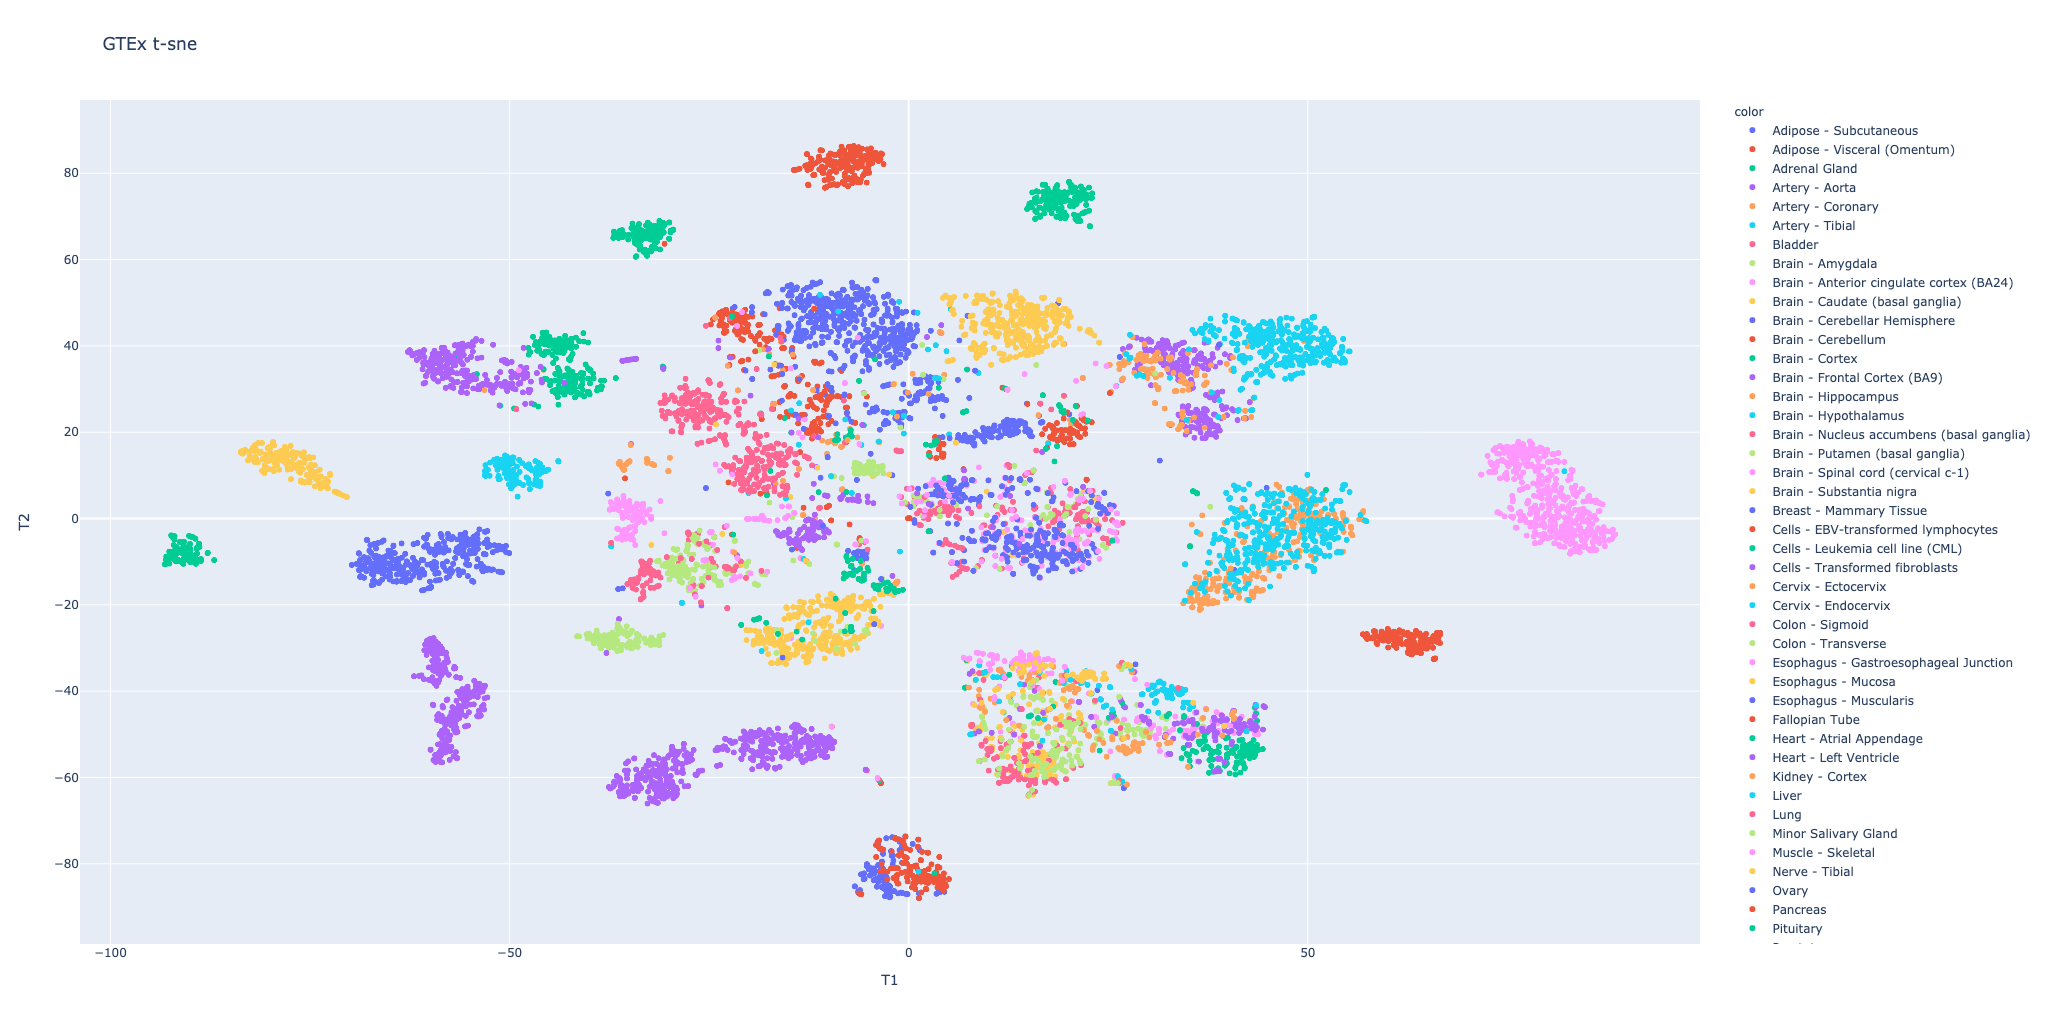 GTEx t-sne
color
Adipose - Subcutaneous
Adipose - Visceral (Omentum)
Adrenal Gland
Artery - Aorta
Artery - Coronary
Artery - Tibial
Bladder
Brain - Amygdala
Brain - Anterior cingulate cortex (BA24)
Brain - Caudate (basal ganglia)
Brain - Cerebellar Hemisphere
Brain - Cerebellum
Brain - Cortex
Brain - Frontal Cortex (BA9)
Brain - Hippocampus
Brain - Hypothalamus
Brain - Nucleus accumbens (basal ganglia)
Brain - Putamen (basal ganglia)
Brain - Spinal cord (cervical c-1)
Brain - Substantia nigra
Breast - Mammary Tissue
Cells - EBV-transformed lymphocytes
Cells - Leukemia cell line (CML)
Cells - Transformed fibroblasts
Cervix - Ectocervix
Cervix - Endocervix
Colon - Sigmoid
Colon - Transverse
Esophagus - Gastroesophageal Junction
Esophagus - Mucosa
Esophagus - Muscularis
Fallopian Tube
Heart - Atrial Appendage
Heart - Left Ventricle
Kidney - Cortex
Liver
Lung
Minor Salivary Gland
Muscle - Skeletal
Nerve - Tibial
Ovary
Pancreas
Pituitary
80
60
40
20
0
−20
−40
−60
−80
T2
−100 −50 0 50
T1